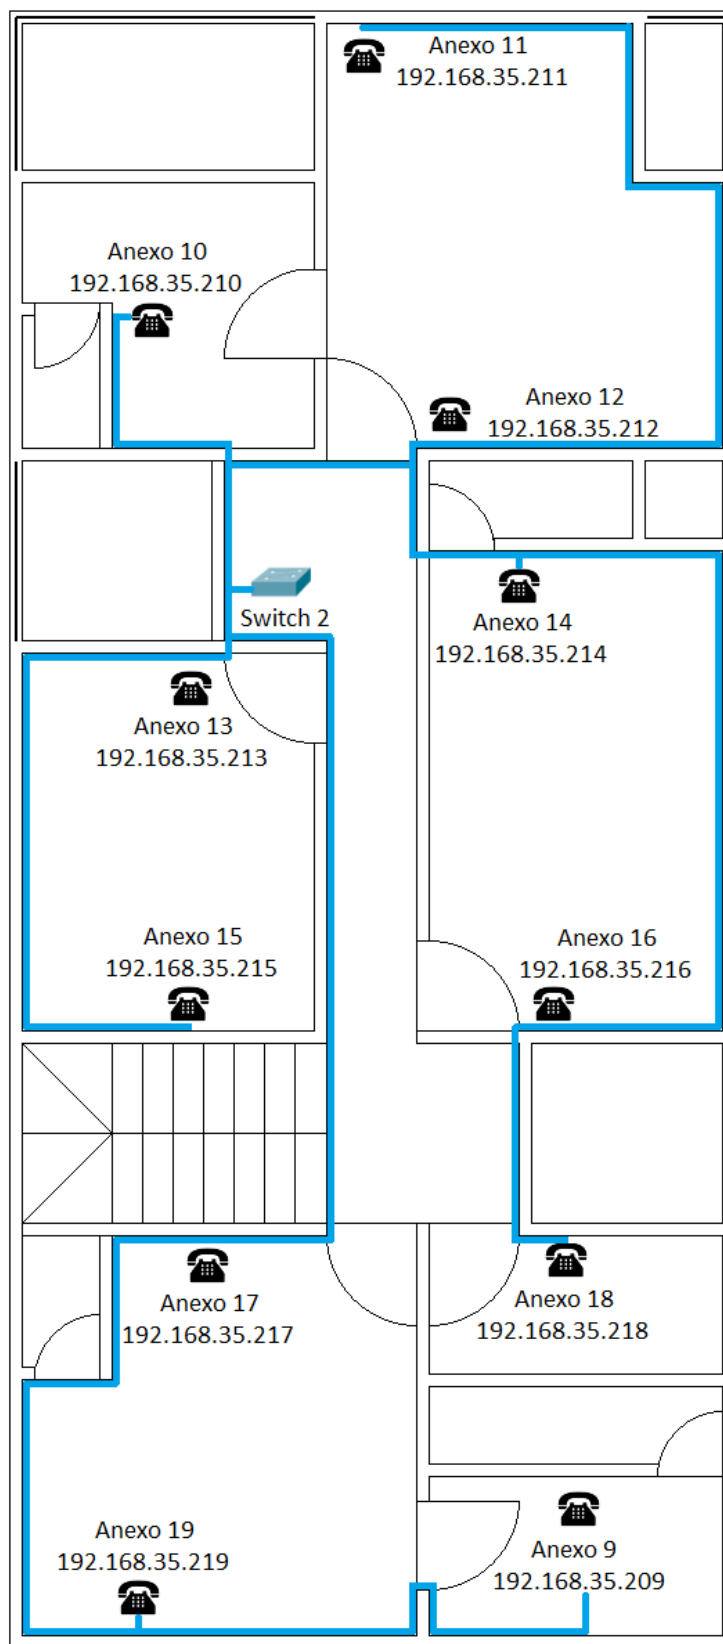 Anexo 11
192.168.35.211
Anexo 10
192.168.35.210
Anexo 12
192.168.35.212
Switch 2
Anexo 14
192.168.35.214
Anexo 13
192.168.35.213
Anexo 15
192.168.35.215
Anexo 16
192.168.35.216
Anexo 17
192.168.35.217
Anexo 18
192.168.35.218
Anexo 19
192.168.35.219
Anexo 9
192.168.35.209